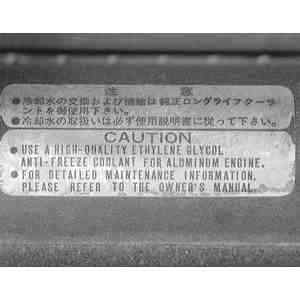 注 意
●冷却水の交換および補給は純正ロングライフクーラ
ントを御使用下さい。
●冷却水の取扱いは必ず使用説明書に従って下さい。
CAUTION
● USE A HIGH-QUALITY ETHYLENE GLYCOL
ANTI-FREEZE COOLANT FOR ALUMINUM ENGINE.
● FOR DETAILED MAINTENANCE INFORMATION,
PLEASE REFER TO THE OWNER'S MANUAL.